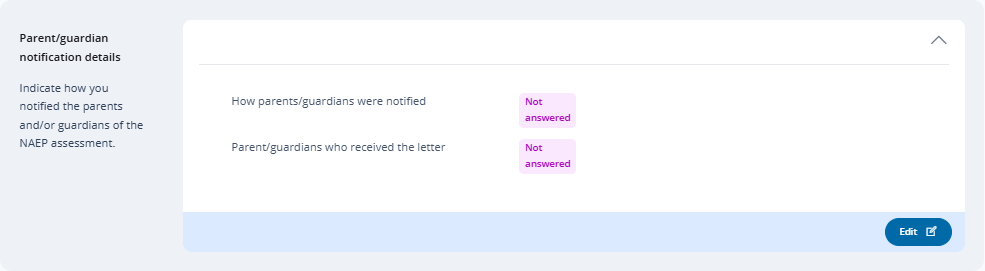 Parent/guardian
notification details
Indicate how you
notified the parents
and/or guardians of the
NAEP assessment.
How parents/guardians were notified
Not
answered
Parent/guardians who received the letter
Not
answered
Edit